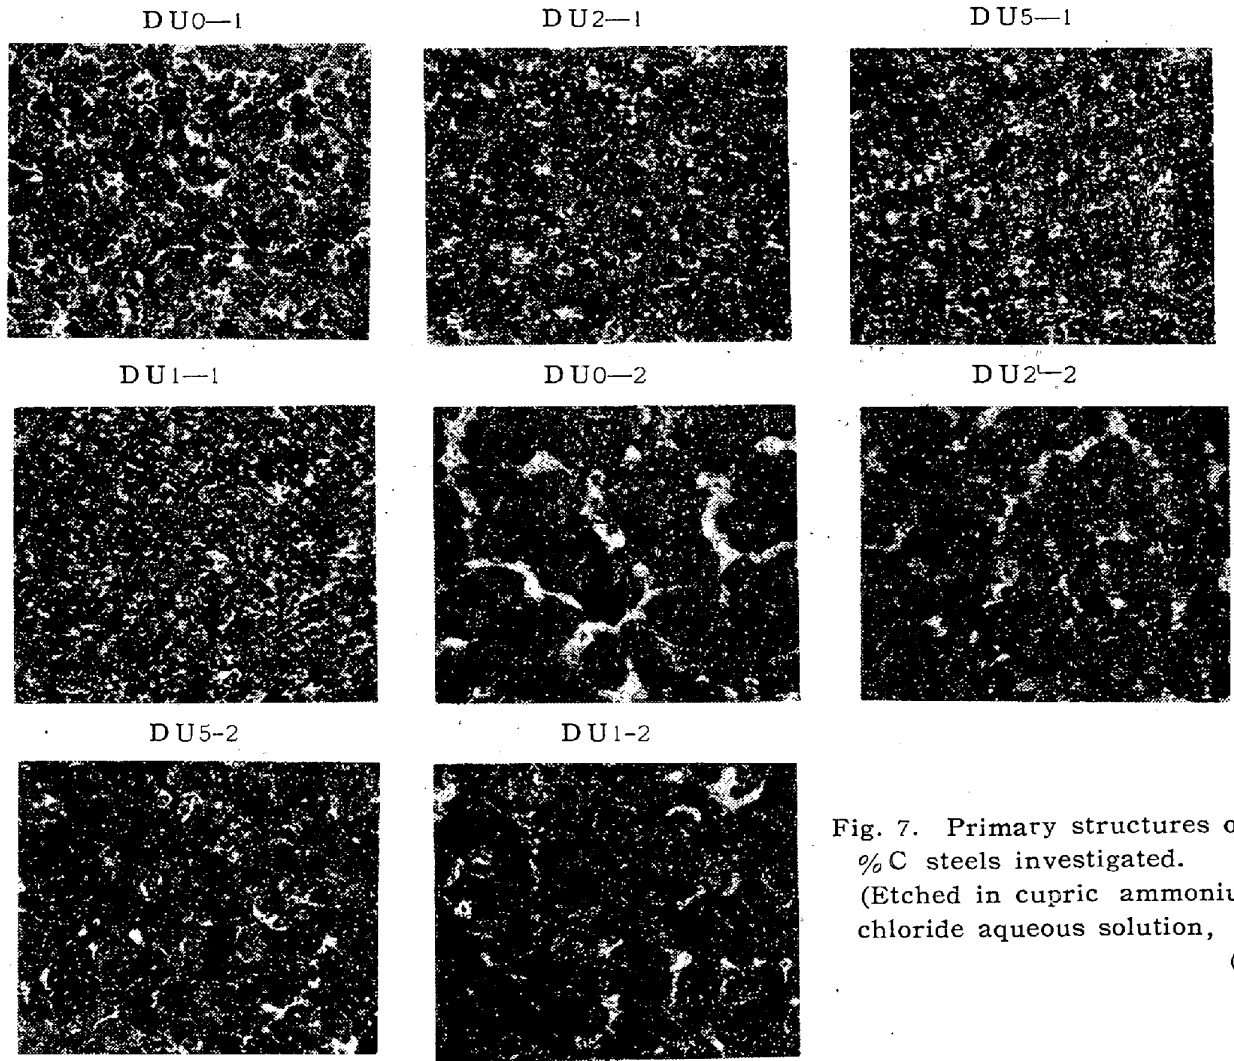 DU0—1
DU2—1
DU5—1
DU1—1
DU0—2
DU2—2
DU5-2
DU1-2
Fig. 7. Primary structures
%C steels investigated.
(Etched in cupric
chloride aqueous solution,
(